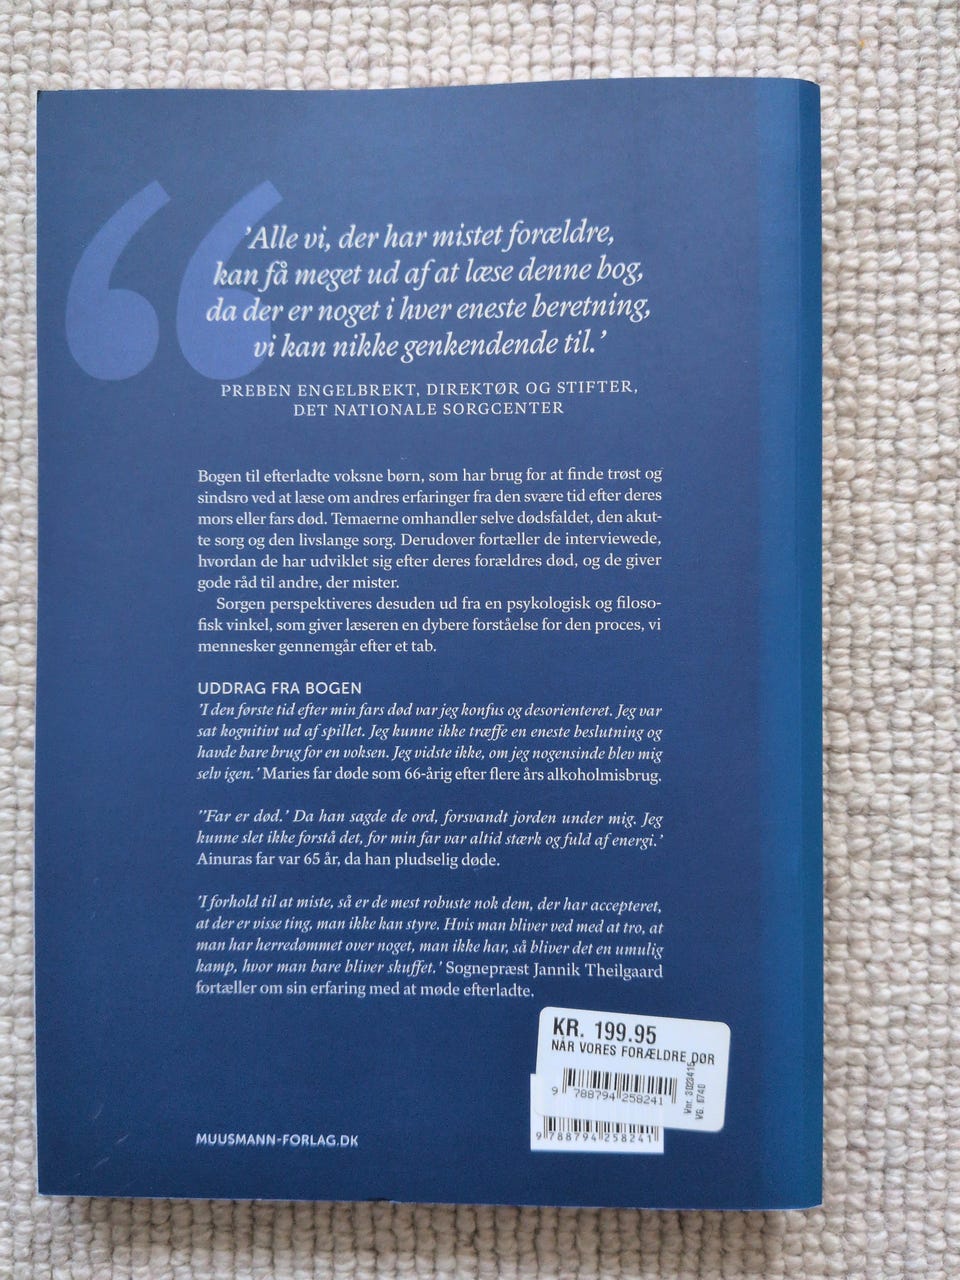 'Alle vi, der har mistet forældre,
kan få meget ud af at læse denne bog,
da der er noget i hver eneste beretning,
vi kan nikke genkendende til.'
PREBEN ENGELBREKT, DIREKTØR OG STIFTER,
DET NATIONALE SORGCENTER
Bogen til efterladte voksne børn, som har brug for at finde trøst og
sindsro ved at læse om andres erfaringer fra den svære tid efter deres
mors eller fars død. Temaerne omhandler selve dødsfaldet, den akut-
te sorg og den livslange sorg. Derudover fortæller de interviewede,
hvordan de har udviklet sig efter deres forældres død, og de giver
gode råd til andre, der mister.
Sorgen perspektiveres desuden ud fra en psykologisk og filoso-
fisk vinkel, som giver læseren en dybere forståelse for den proces, vi
mennesker gennemgår efter et tab.
UDDRAG FRA BOGEN
'I den første tid efter min fars død var jeg konfus og desorienteret. Jeg var
sat kognitivt ud af spillet. Jeg kunne ikke træffe en eneste beslutning og
havde bare brug for en voksen. Jeg vidste ikke, om jeg nogensinde blev mig
selv igen.' Maries far døde som 66-årig efter flere års alkoholmisbrug.
''Far er død.' Da han sagde de ord, forsvandt jorden under mig. Jeg
kunne slet ikke forstå det, for min far var altid stærk og fuld af energi.'
Ainuras far var 65 år, da han pludselig døde.
'I forhold til at miste, så er de mest robuste nok dem, der har accepteret,
at der er visse ting, man ikke kan styre. Hvis man bliver ved med at tro, at
man har herredømmet over noget, man ikke har, så bliver det en umulig
kamp, hvor man bare bliver skuffet.' Sognepræst Jannik Theilgaard
fortæller om sin erfaring med at møde efterladte.
KR. 199.95
NÅR VORES FORÆLDRE DØR
9 788794 258241
Vnr. 3023415
VG. 6740
9 788794 258241
MUUSMANN-FORLAG.DK